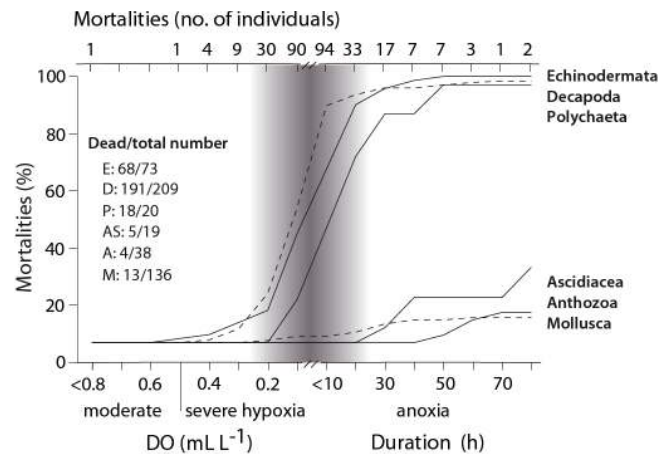 Mortalities (no. of individuals)
1 1 4 9 30 90 94 33 17 7 7 3 1 2
100
80
60
40
20
0
Mortalities (%)
Dead/total number
E: 68/73
D: 191/209
P: 18/20
AS: 5/19
A: 4/38
M: 13/136
Echinodermata
Decapoda
Polychaeta
Ascidiacea
Anthozoa
Mollusca
<0.8 0.6 0.4 0.2 <10 30 50 70
moderate severe hypoxia anoxia
DO (mL L-1) Duration (h)